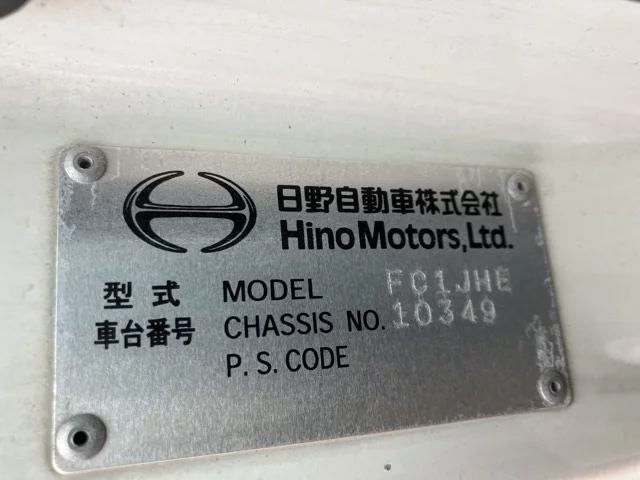 日野自動車株式会社
Hino Motors, Ltd.
型式 MODEL FC1JHE
車台番号 CHASSIS NO. 10349
P. S. CODE